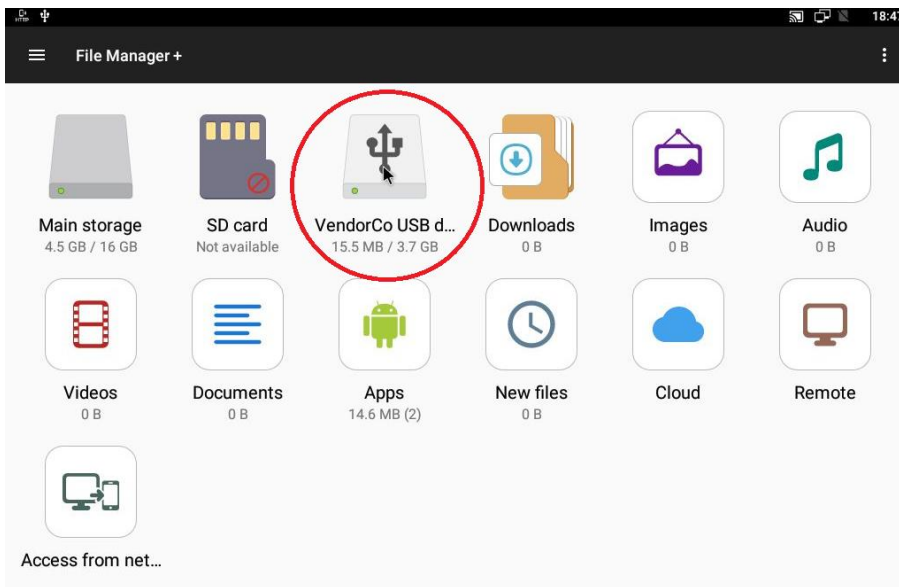 HTTP
18:47
File Manager +
Main storage
4.5 GB / 16 GB
SD card
Not available
VendorCo USB d...
15.5 MB / 3.7 GB
Downloads
0 B
Images
0 B
Audio
0 B
Videos
0 B
Documents
0 B
Apps
14.6 MB (2)
New files
0 B
Cloud
Remote
Access from net...